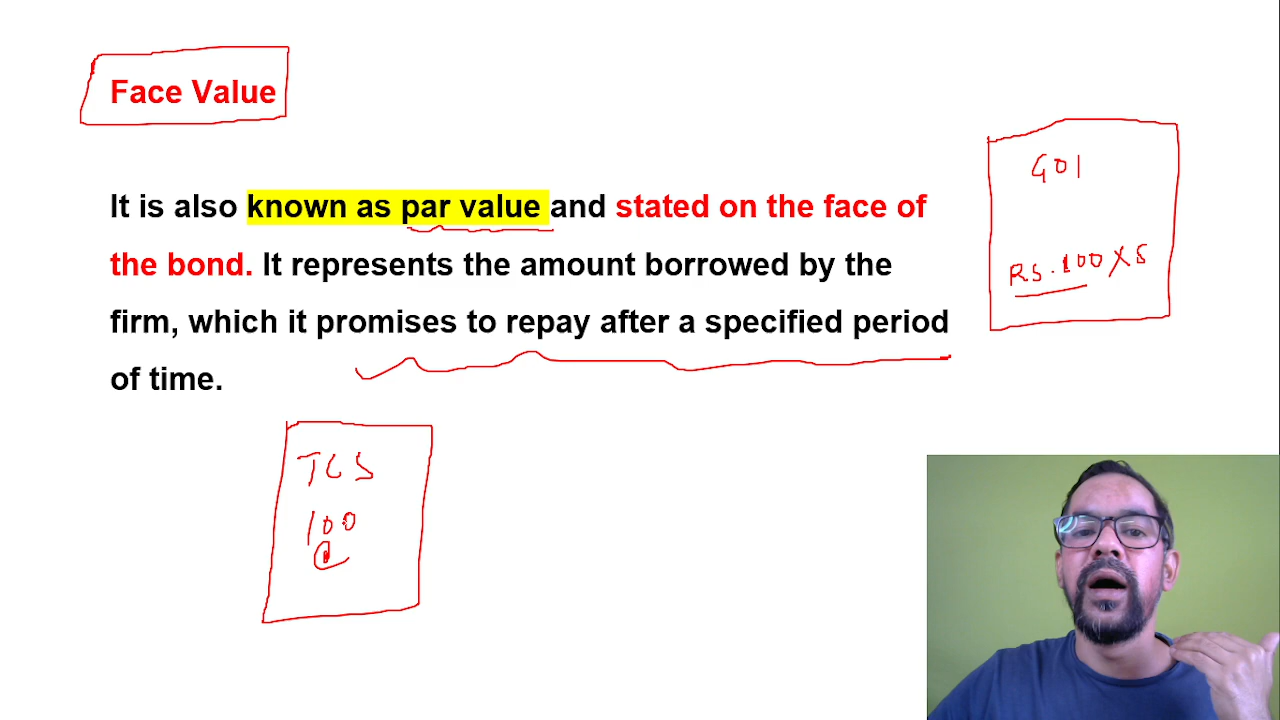 Face Value
It is also known as par value and stated on the face of
the bond. It represents the amount borrowed by the
firm, which it promises to repay after a specified period
of time.
GOI
RS.100 X 5
TCS
100